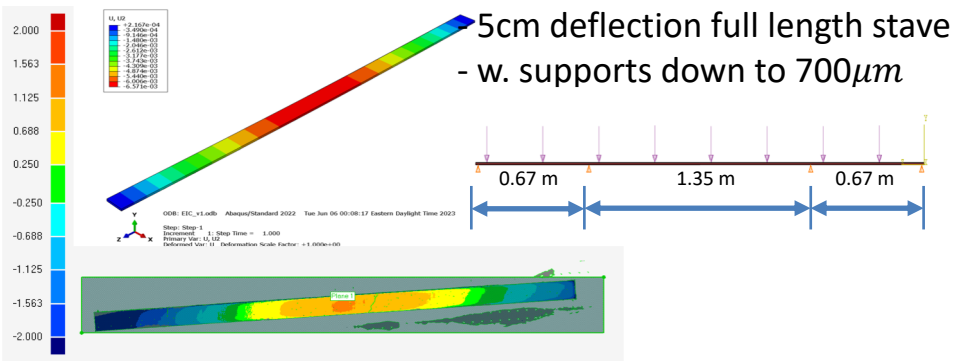 - 5cm deflection full length stave
- w. supports down to 700𝜇𝑚
2.000
1.563
1.125
0.688
0.250
-0.250
-0.688
-1.125
-1.563
-2.000
U, U2
+2.167e-04
-3.490e-04
-9.146e-04
-1.480e-03
-2.046e-03
-2.612e-03
-3.177e-03
-3.743e-03
-4.309e-03
-4.874e-03
-5.440e-03
-6.006e-03
-6.571e-03
0.67 m 1.35 m 0.67 m
Y
Z X
ODB: EIC_v1.odb Abaqus/Standard 2022 Tue Jun 06 00:08:17 Eastern Daylight Time 2023
Step: Step-1
Increment 1: Step Time = 1.000
Primary Var: U, U2
Deformed Var: U Deformation Scale Factor: +1.000e+00
Plane 1